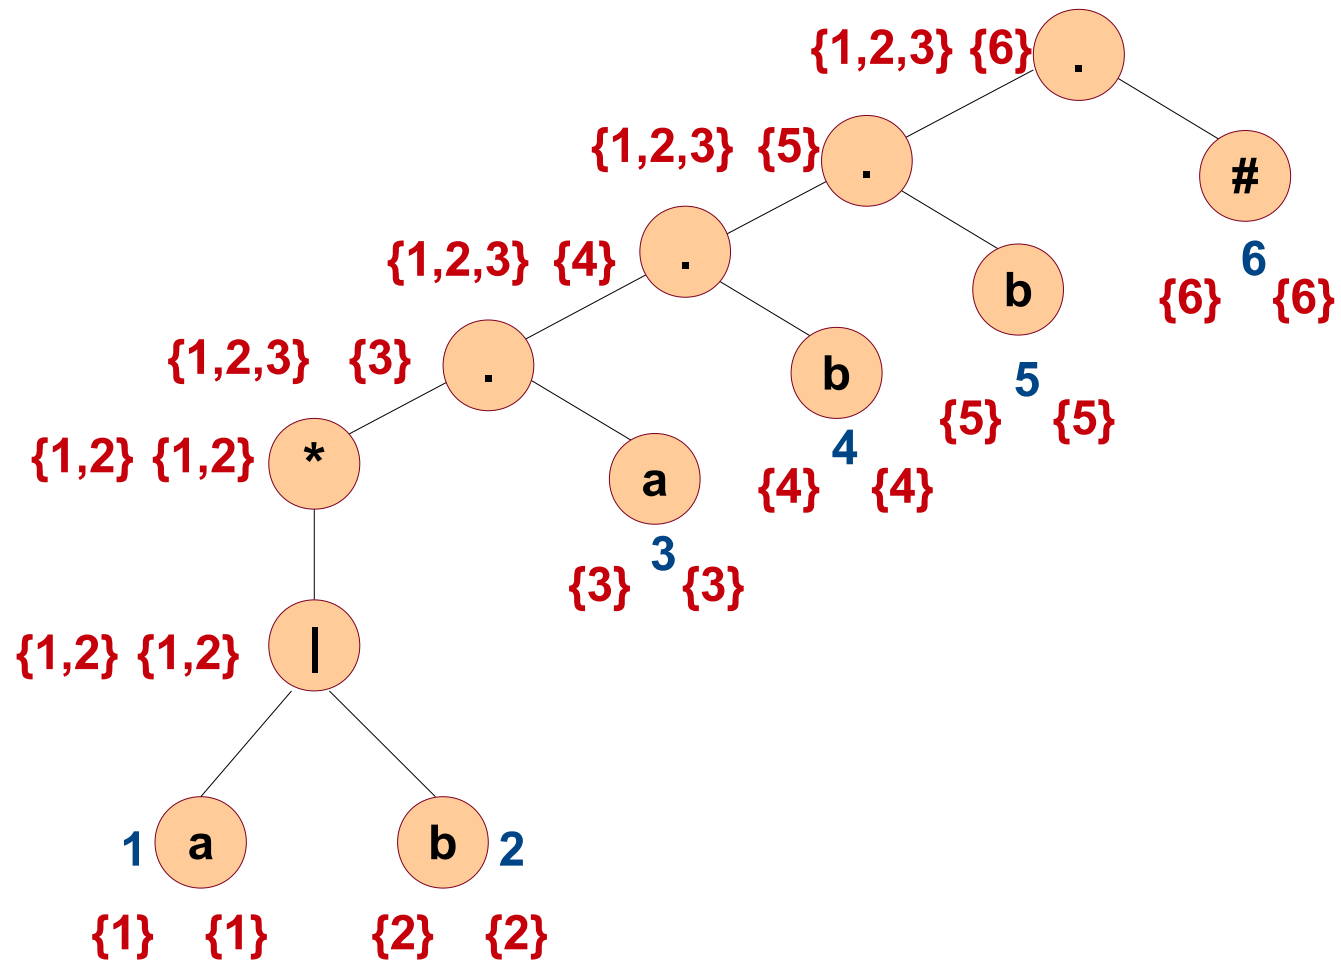 {1,2,3} {6} .
{1,2,3} {5} .
#
{1,2,3} {4} .
6
{6} {6}
b
{1,2,3} {3} .
b
5
{5} {5}
{1,2} {1,2} *
a
4
{4} {4}
3
{3} {3}
{1,2} {1,2} |
1 a b 2
{1} {1} {2} {2}